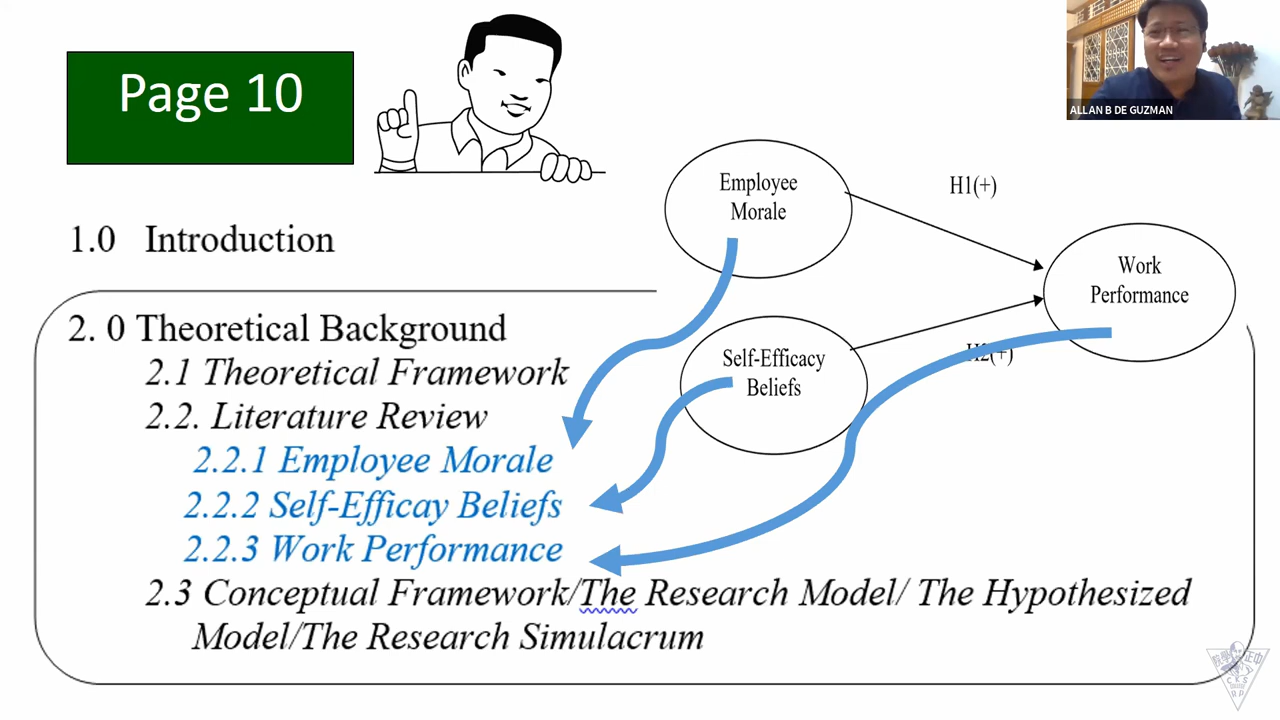 Page 10
ALLAN B DE GUZMAN
Employee
Morale
H1(+)
Work
Performance
1.0 Introduction
2. 0 Theoretical Background
Self-Efficacy
Beliefs
H2(+)
2.1 Theoretical Framework
2.2. Literature Review
2.2.1 Employee Morale
2.2.2 Self-Efficay Beliefs
2.2.3 Work Performance
2.3 Conceptual Framework/The Research Model/ The Hypothesized
Model/The Research Simulacrum